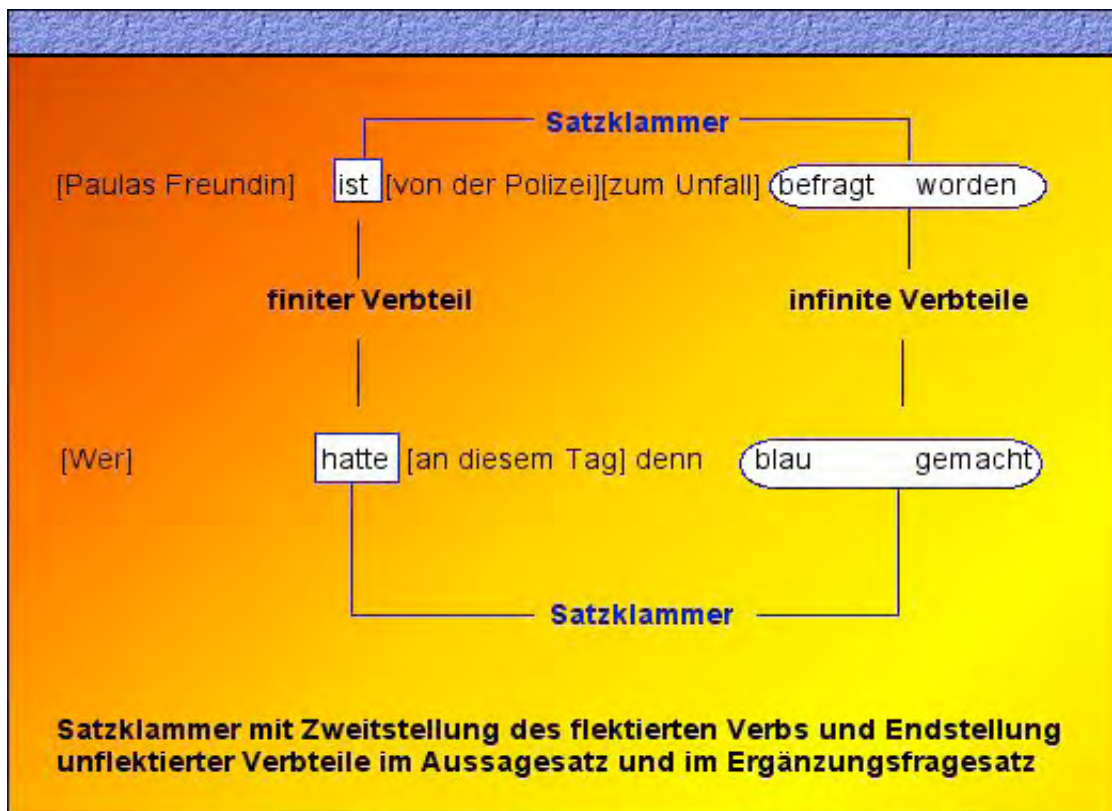 Satzklammer
[Paulas Freundin] ist [von der Polizei][zum Unfall] befragt worden
finiter Verbteil infinite Verbteile
[Wer] hatte [an diesem Tag] denn blau gemacht
Satzklammer
Satzklammer mit Zweitstellung des flektierten Verbs und Endstellung
unflektierter Verbteile im Aussagesatz und im Ergänzungsfragesatz